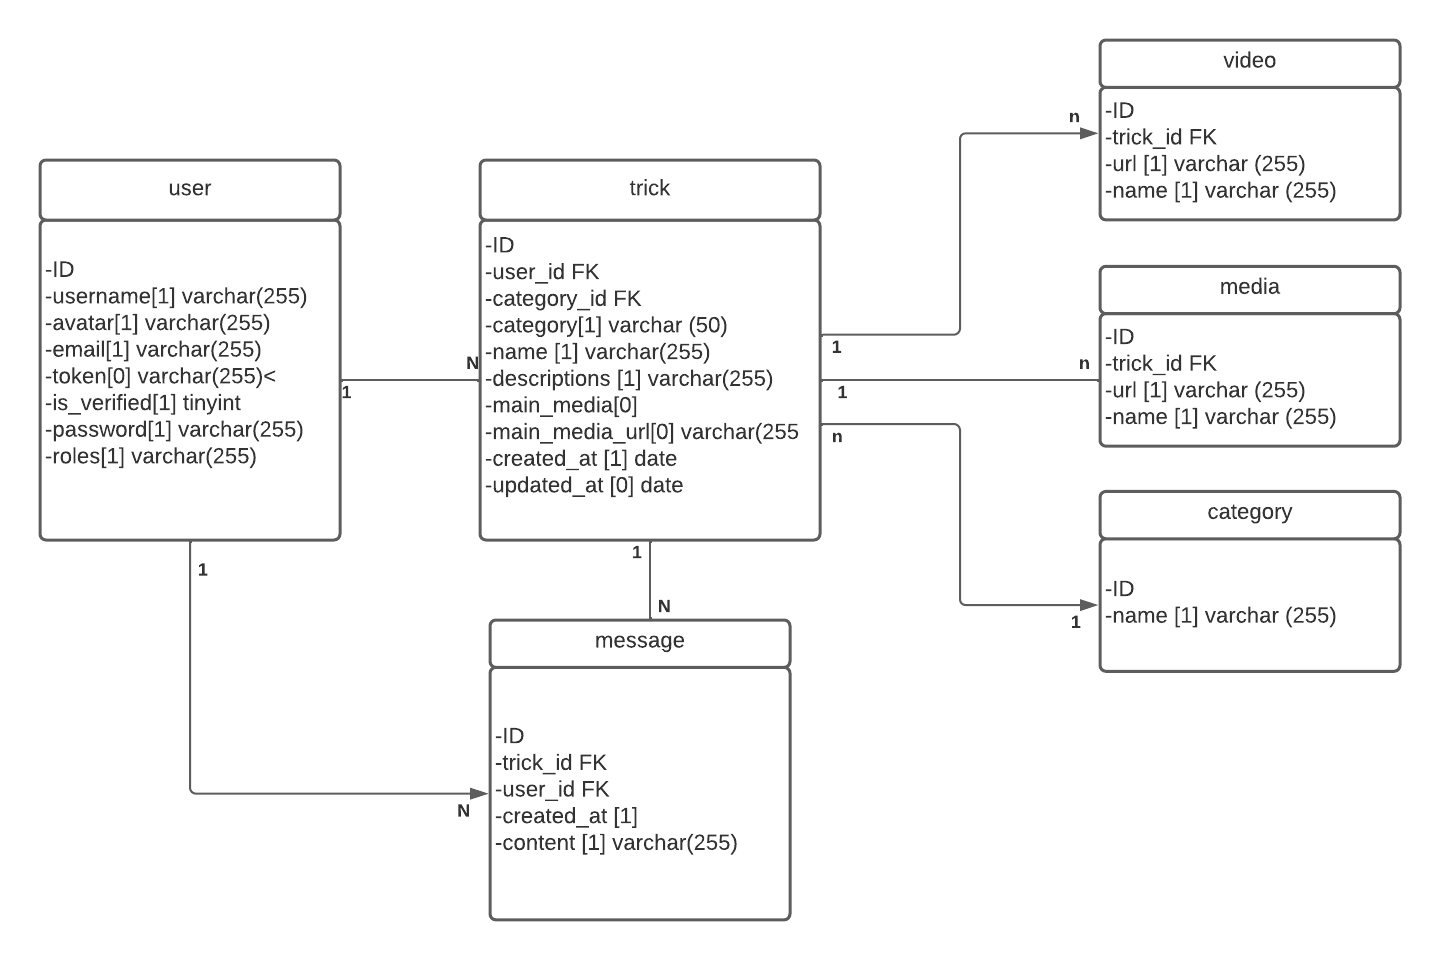 user
-ID
-username[1] varchar(255)
-avatar[1] varchar(255)
-email[1] varchar(255)
-token[0] varchar(255)<
-is_verified[1] tinyint
-password[1] varchar(255)
-roles[1] varchar(255)
1
N
1
N
trick
-ID
-user_id FK
-category_id FK
-category[1] varchar (50)
-name [1] varchar(255)
-descriptions [1] varchar(255)
-main_media[0]
-main_media_url[0] varchar(255
-created_at [1] date
-updated_at [0] date
1
N
message
-ID
-trick_id FK
-user_id FK
-created_at [1]
-content [1] varchar(255)
1
n
1
n
n
1
video
-ID
-trick_id FK
-url [1] varchar (255)
-name [1] varchar (255)
media
-ID
-trick_id FK
-url [1] varchar (255)
-name [1] varchar (255)
category
-ID
-name [1] varchar (255)